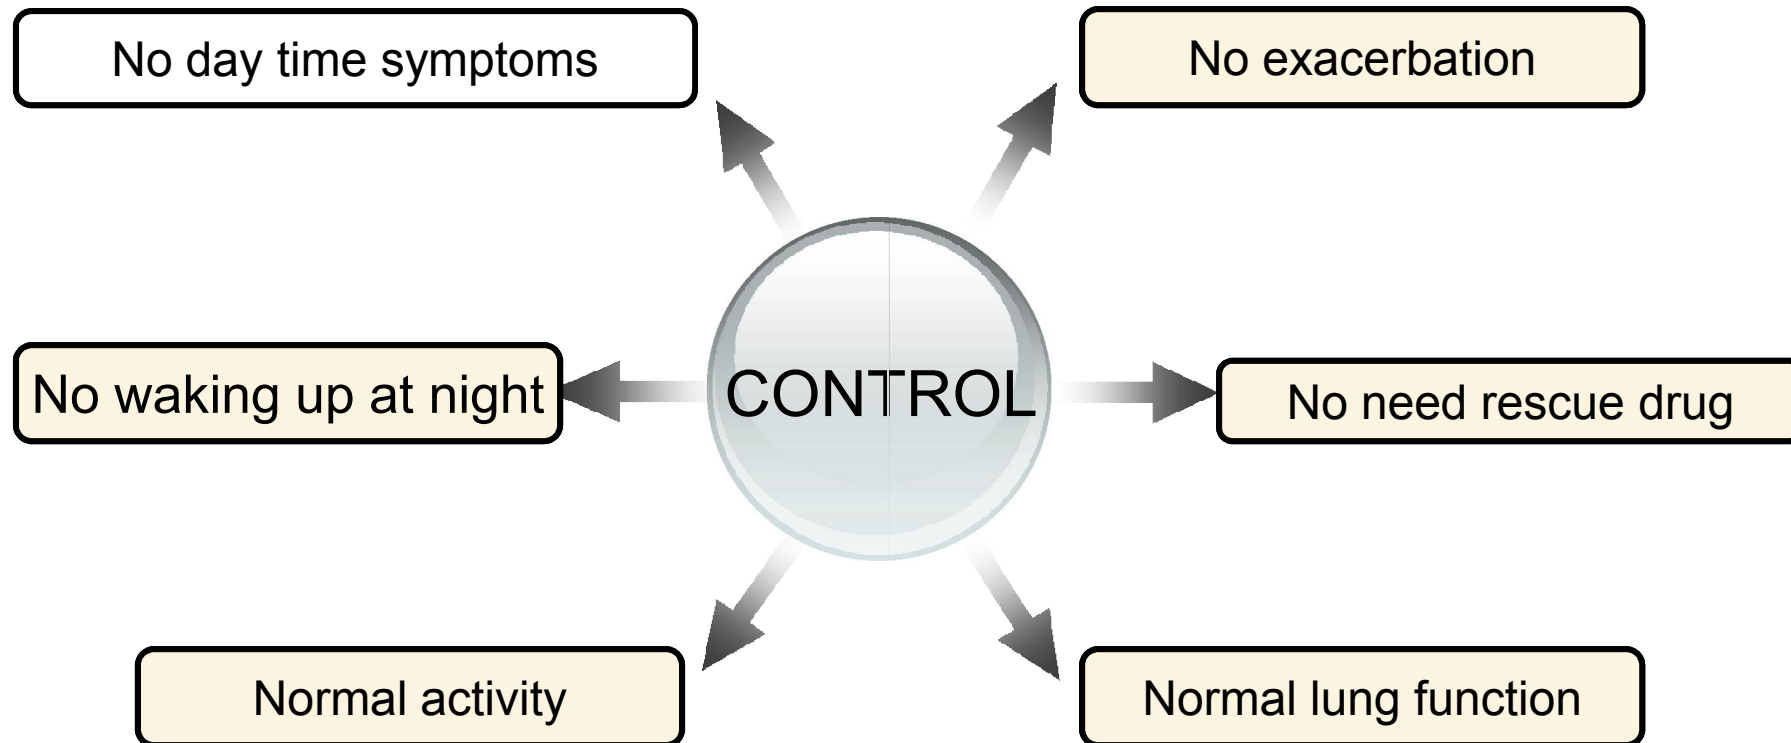 No day time symptoms
No exacerbation
No waking up at night
CONTROL
No need rescue drug
Normal activity
Normal lung function